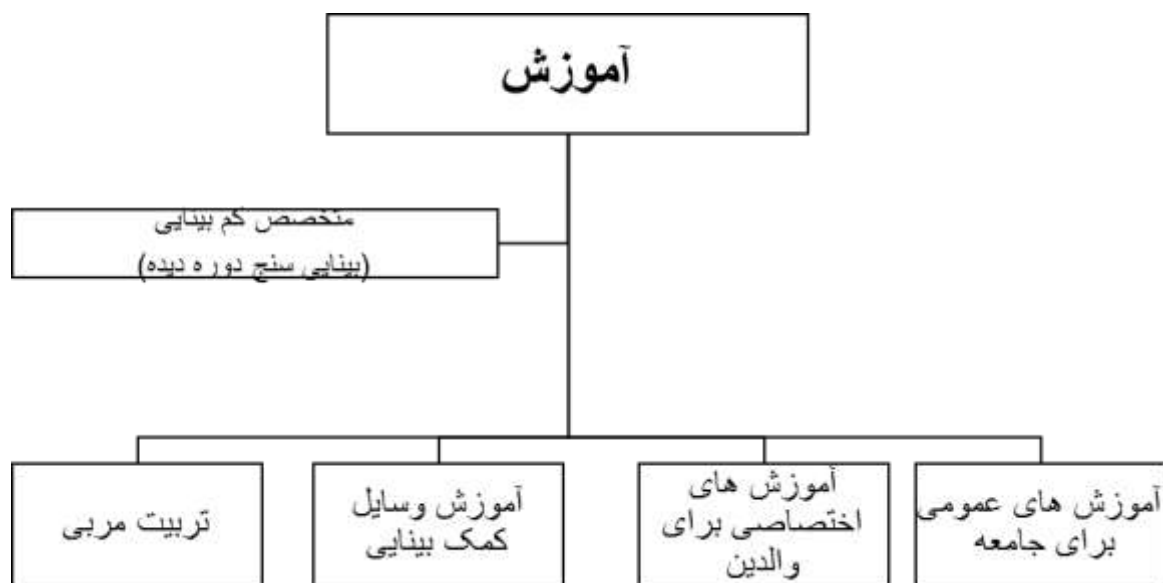 آموزش
متخصص کم بینایی
(بینایی سنج دوره دیده)
آموزش های عمومی
برای جامعه
آموزش های
اختصاصی برای
والدین
آموزش وسایل
کمک بینایی
تربیت مربی